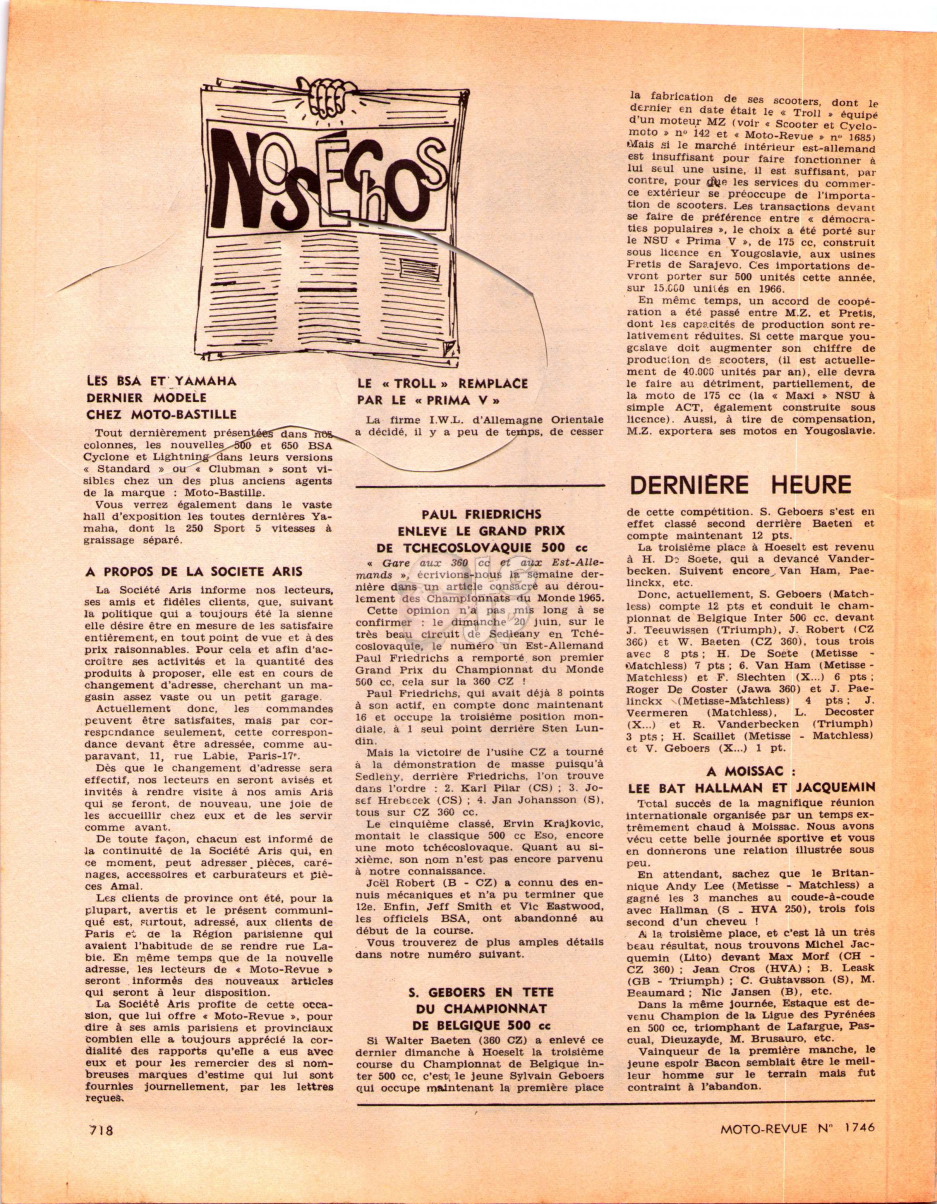 NOS ÉCHOS
LES BSA ET YAMAHA
DERNIER MODELE
CHEZ MOTO-BASTILLE
Tout dernièrement présentées dans nos
colonnes, les nouvelles 500 et 650 BSA
Cyclone et Lightning dans leurs versions
« Standard » ou « Clubman » sont vi-
sibles chez un des plus anciens agents
de la marque : Moto-Bastille.
Vous verrez également dans le vaste
hall d'exposition les toutes dernières Ya-
maha, dont la 250 Sport 5 vitesses à
graissage séparé.
A PROPOS DE LA SOCIETE ARIS
La Société Aris informe nos lecteurs,
ses amis et fidéles clients, que, suivant
la politique qui a toujours été la sienne
elle désire être en mesure de les satisfaire
entiérement, en tout point de vue et à des
prix raisonnables. Pour cela et afin d'ac-
croître ses activités et la quantité des
produits à proposer, elle est en cours de
changement d'adresse, cherchant un ma-
gasin assez vaste ou un petit garage.
Actuellement donc, les commandes
peuvent être satisfaites, mais par cor-
respondance seulement, cette correspon-
dance devant être adressée, comme au-
paravant, 11, rue Labie, Paris-17e.
Dès que le changement d'adresse sera
effectif, nos lecteurs en seront avisés et
invités à rendre visite à nos amis Aris
qui se feront, de nouveau, une joie de
les accueillir chez eux et de les servir
comme avant.
De toute façon, chacun est informé de
la continuité de la Société Aris qui, en
ce moment, peut adresser pièces, caré-
nages, accessoires et carburateurs et piè-
ces Amal.
Les clients de province ont été, pour la
plupart, avertis et le présent communi-
qué est, surtout, adressé, aux clients de
Paris et de la Région parisienne qui
avaient l'habitude de se rendre rue La-
bie. En même temps que de la nouvelle
adresse, les lecteurs de « Moto-Revue »
seront informés des nouveaux articles
qui seront à leur disposition.
La Société Aris profite de cette occa-
sion, que lui offre « Moto-Revue », pour
dire à ses amis parisiens et provinciaux
combien elle a toujours apprécié la cor-
dialité des rapports qu'elle a eus avec
eux et pour les remercier des si nom-
breuses marques d'estime qui lui sont
fournies journellement, par les lettres
reçues.
LE « TROLL » REMPLACE
PAR LE « PRIMA V »
La firme I.W.L. d'Allemagne Orientale
a décidé, il y a peu de temps, de cesser
la fabrication de ses scooters, dont le
dernier en date était le « Troll » équipé
d'un moteur MZ (voir « Scooter et Cyclo-
moto » n° 142 et « Moto-Revue » n° 1685)
Mais si le marché intérieur est-allemand
est insuffisant pour faire fonctionner à
lui seul une usine, il est suffisant, par
contre, pour que les services du commer-
ce extérieur se préoccupe de l'importa-
tion de scooters. Les transactions devant
se faire de préférence entre « démocra-
ties populaires », le choix a été porté sur
le NSU « Prima V », de 175 cc, construit
sous licence en Yougoslavie, aux usines
Pretis de Sarajevo. Ces importations de-
vront porter sur 500 unités cette année,
sur 15.000 unités en 1966.
En même temps, un accord de coopé-
ration a été passé entre M.Z. et Pretis,
dont les capacités de production sont re-
lativement réduites. Si cette marque you-
goslave doit augmenter son chiffre de
production de scooters, (il est actuelle-
ment de 40.000 unités par an), elle devra
le faire au détriment, partiellement, de
la moto de 175 cc (la « Maxi » NSU à
simple ACT, également construite sous
licence). Aussi, à tire de compensation,
M.Z. exportera ses motos en Yougoslavie.
DERNIÈRE HEURE
PAUL FRIEDRICHS
ENLEVE LE GRAND PRIX
DE TCHECOSLOVAQUIE 500 cc
« Gare aux 360 cc et aux Est-Alle-
mands », écrivions-nous la semaine der-
nière dans un article consacré au dérou-
lement des Championnats du Monde 1965.
Cette opinion n'a pas mis long à se
confirmer : le dimanche 20 juin, sur le
très beau circuit de Sedleany en Tché-
coslovaquie, le numéro un Est-Allemand
Paul Friedrichs a remporté son premier
Grand Prix du Championnat du Monde
500 cc, cela sur la 360 CZ !
Paul Friedrichs, qui avait déjà 8 points
à son actif, en compte donc maintenant
16 et occupe la troisième position mon-
diale, à 1 seul point derrière Sten Lun-
din.
Mais la victoire de l'usine CZ a tourné
à la démonstration de masse puisqu'à
Sedleny, derrière Friedrichs, l'on trouve
dans l'ordre : 2. Karl Pilar (CS) ; 3. Jo-
sef Hrebecek (CS) ; 4. Jan Johansson (S),
tous sur CZ 360 cc.
Le cinquième classé, Ervin Krajkovic,
montait le classique 500 cc Eso, encore
une moto tchécoslovaque. Quant au si-
xième, son nom n'est pas encore parvenu
à notre connaissance.
Joël Robert (B - CZ) a connu des en-
nuis mécaniques et n'a pu terminer que
12e. Enfin, Jeff Smith et Vic Eastwood,
les officiels BSA, ont abandonné au
début de la course.
Vous trouverez de plus amples détails
dans notre numéro suivant.
S. GEBOERS EN TETE
DU CHAMPIONNAT
DE BELGIQUE 500 cc
Si Walter Baeten (360 CZ) a enlevé ce
dernier dimanche à Hoeselt la troisième
course du Championnat de Belgique in-
ter 500 cc, c'est le jeune Sylvain Geboers
qui occupe maintenant la première place
de cette compétition. S. Geboers s'est en
effet classé second derrière Baeten et
compte maintenant 12 pts.
La troisième place à Hoeselt est revenu
à H. De Soete, qui a devancé Vander-
becken. Suivent encore Van Ham, Pae-
linckx, etc.
Donc, actuellement, S. Geboers (Match-
less) compte 12 pts et conduit le cham-
pionnat de Belgique Inter 500 cc, devant
J. Teeuwissen (Triumph), J. Robert (CZ
360) et W. Baeten (CZ 360), tous trois
avec 8 pts ; H. De Soete (Metisse -
Matchless) 7 pts ; 6. Van Ham (Metisse -
Matchless) et F. Slechten (X...) 6 pts ;
Roger De Coster (Jawa 360) et J. Pae-
linckx (Metisse-Matchless) 4 pts ; J.
Veermeren (Matchless), L. Decoster
(X...) et R. Vanderbecken (Triumph)
3 pts ; H. Scaillet (Metisse - Matchless)
et V. Geboers (X...) 1 pt.
A MOISSAC :
LEE BAT HALLMAN ET JACQUEMIN
Total succès de la magnifique réunion
internationale organisée par un temps ex-
trêmement chaud à Moissac. Nous avons
vécu cette belle journée sportive et vous
en donnerons une relation illustrée sous
peu.
En attendant, sachez que le Britan-
nique Andy Lee (Metisse - Matchless) a
gagné les 3 manches au coude-à-coude
avec Hallman (S - HVA 250), trois fois
second d'un cheveu !
A la troisième place, et c'est là un très
beau résultat, nous trouvons Michel Jac-
quemin (Lito) devant Max Morf (CH -
CZ 360) ; Jean Cros (HVA) ; B. Leask
(GB - Triumph) ; C. Gustavsson (S), M.
Beaumard ; Nic Jansen (B), etc.
Dans la même journée, Estaque est de-
venu Champion de la Ligue des Pyrénées
en 500 cc, triomphant de Lafargue, Pas-
cual, Dieuzayde, M. Brusauro, etc.
Vainqueur de la première manche, le
jeune espoir Bacon semblait être le meil-
leur homme sur le terrain mais fut
contraint à l'abandon.
718
MOTO-REVUE N° 1746